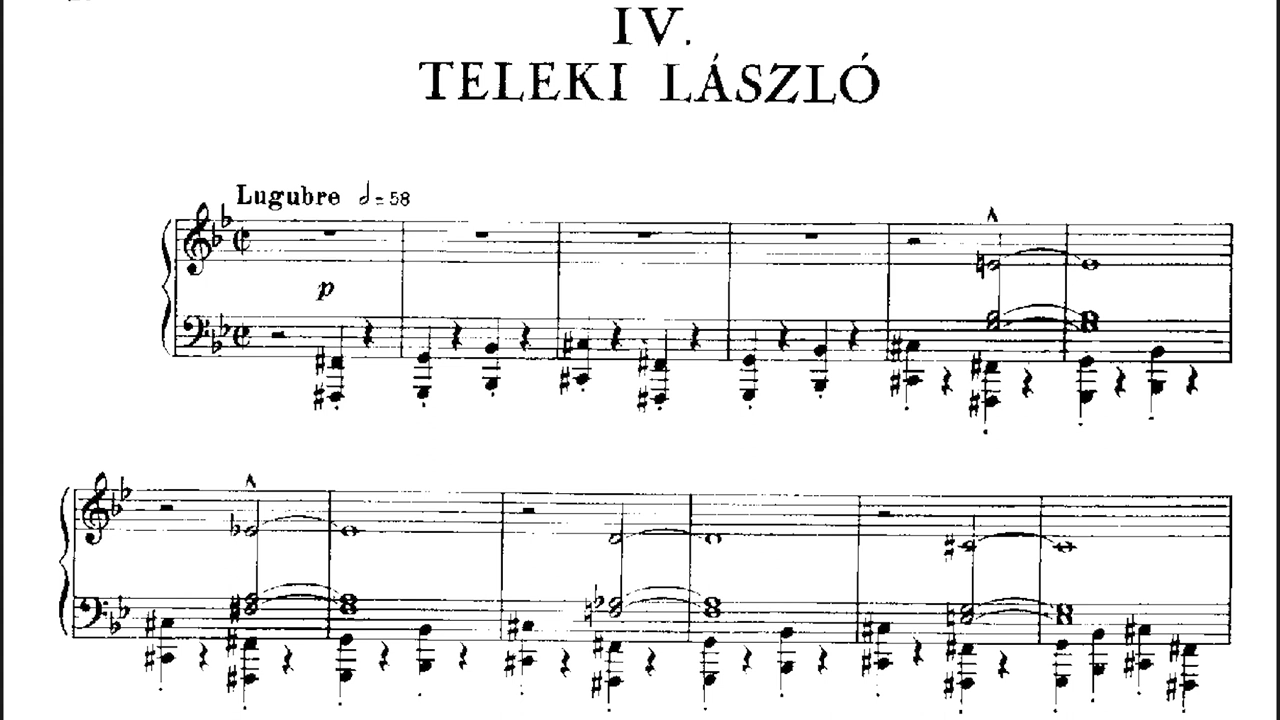 IV.
TELEKI LÁSZLÓ
Lugubre 𝅗𝅥 = 58
p